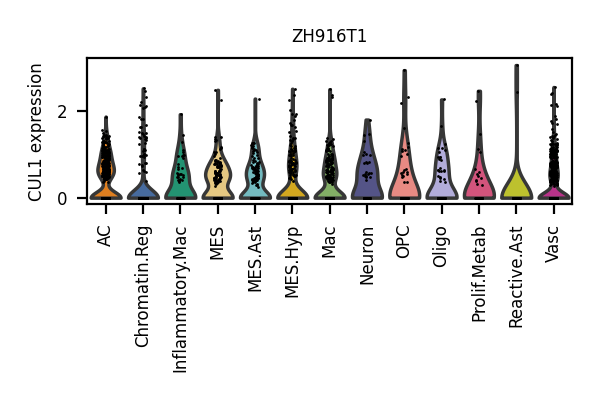 ZH916T1
CUL1 expression
2
0
AC
Chromatin.Reg
Inflammatory.Mac
MES
MES.Ast
MES.Hyp
Mac
Neuron
OPC
Oligo
Prolif.Metab
Reactive.Ast
Vasc